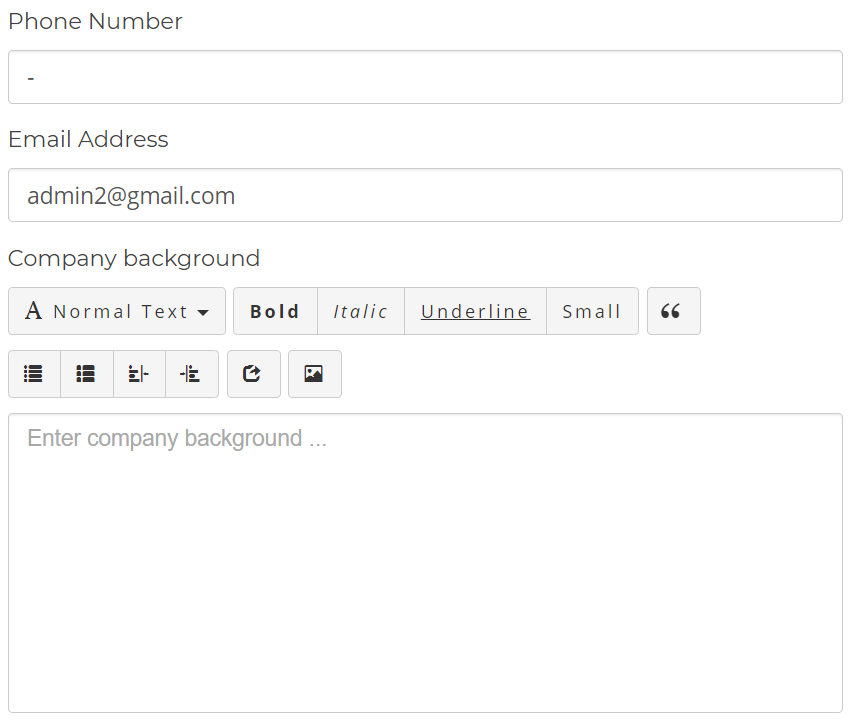 Phone Number
-
Email Address
admin2@gmail.com
Company background
A Normal Text Bold Italic Underline Small “
Enter company background ...